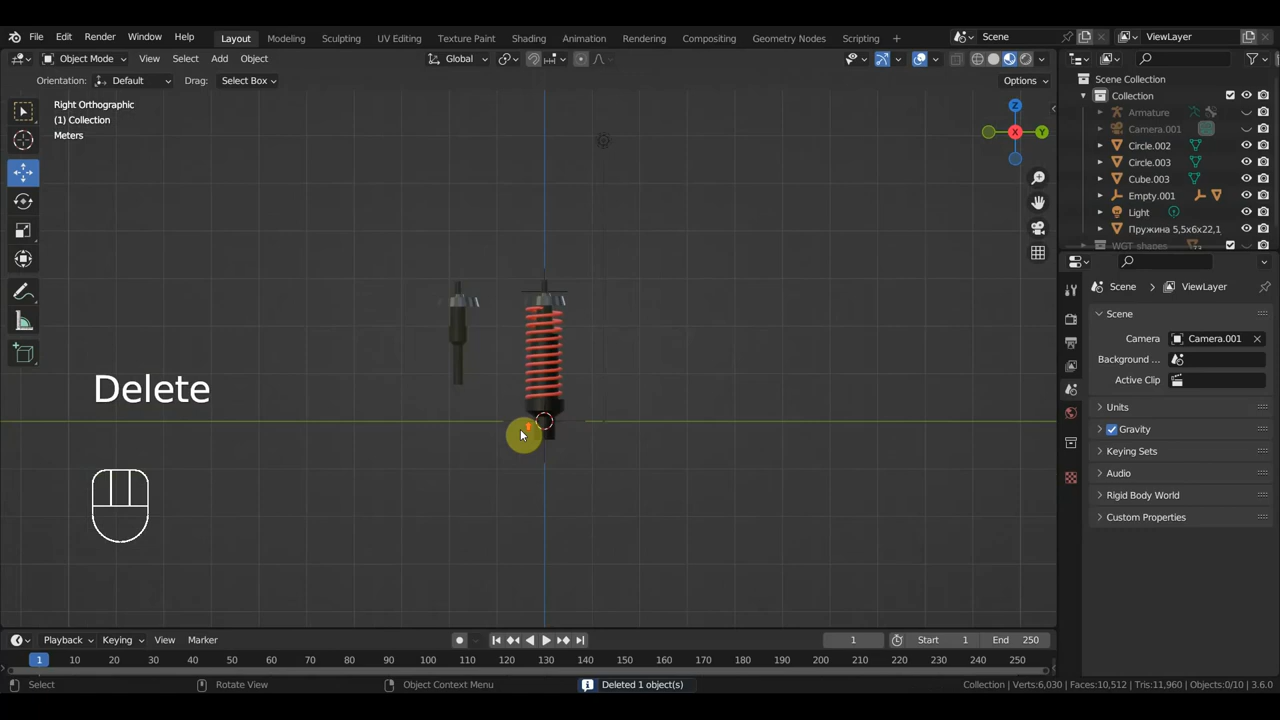 File Edit Render Window Help Layout Modeling Sculpting UV Editing Texture Paint Shading Animation Rendering Compositing Geometry Nodes Scripting + Scene ViewLayer
Object Mode View Select Add Object Global
Orientation: Default Drag: Select Box Options
Right Orthographic
(1) Collection
Meters
Z
X
Y
Scene Collection
Collection
Armature
Camera.001
Circle.002
Circle.003
Cube.003
Empty.001
Light
Пружина 5,5x6x22,1
WGT_shapes
Scene ViewLayer
Scene
Camera Camera.001
Background ...
Active Clip
Units
Gravity
Keying Sets
Audio
Rigid Body World
Custom Properties
Delete
Playback Keying View Marker 1 Start 1 End 250
1 10 20 30 40 50 60 70 80 90 100 110 120 130 140 150 160 170 180 190 200 210 220 230 240 250
Select Rotate View Object Context Menu Deleted 1 object(s) Collection | Verts:6,030 | Faces:10,512 | Tris:11,960 | Objects:0/10 | 3.6.0